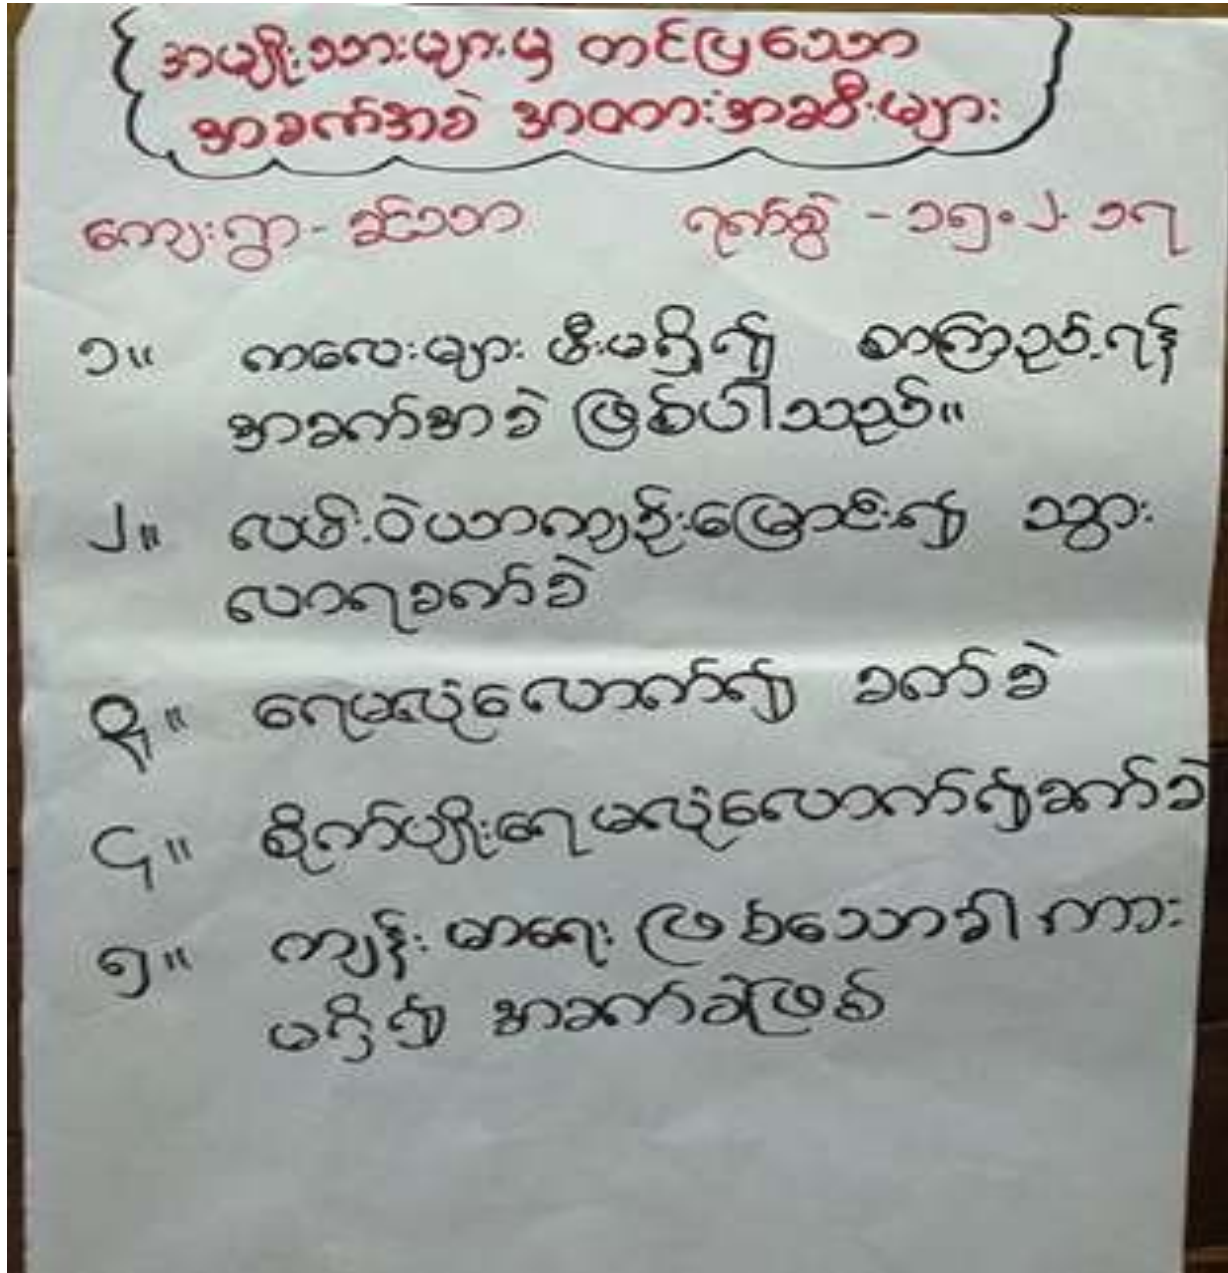 အမျိုးသားများမှ တင်ပြသော
အခက်အခဲ အတားအဆီးများ
ကျေးရွာ - ခင်သာ ရက်စွဲ - ၁၅.၂.၁၇
၁။ ကလေးများ မီးမရှိ၍ စာကြည့်ရန်
အခက်အခဲ ဖြစ်ပါသည်။
၂။ လမ်းဝဲယာကျဉ်းမြောင်း၍ သွား
လာရခက်ခဲ
၃။ ရေမလုံလောက်၍ ခက်ခဲ
၄။ စိုက်ပျိုးရေမလုံလောက်၍ခက်ခဲ
၅။ ကျန်းမာရေး ဖြစ်သောခါ ကား
မရှိ၍ အခက်ခဲဖြစ်